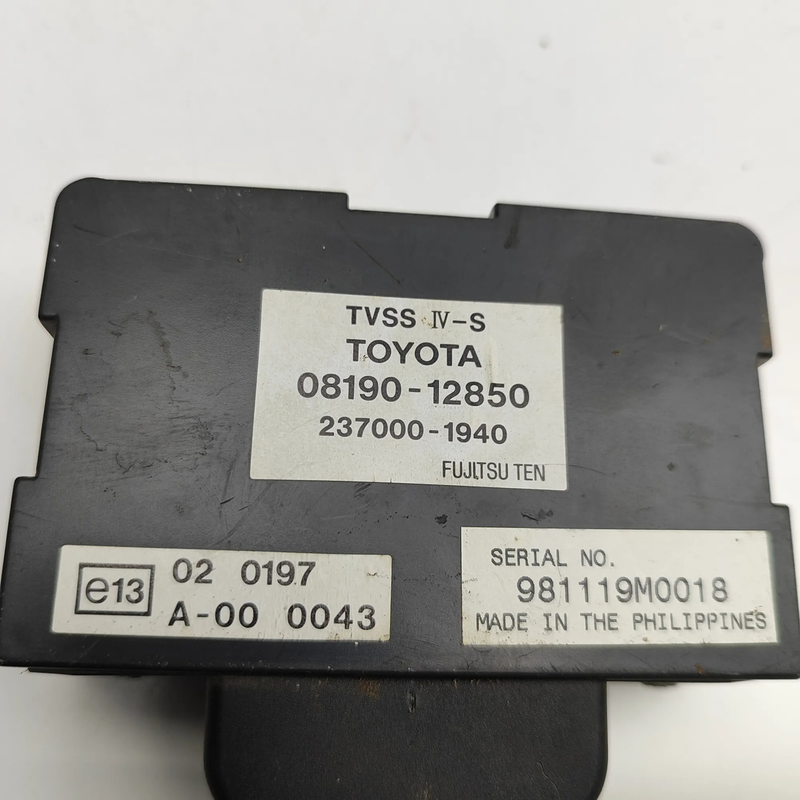 TVSS Ⅳ-S
TOYOTA
08190-12850
237000-1940
FUJITSU TEN
e13
02 0197
A-00 0043
SERIAL NO.
981119M0018
MADE IN THE PHILIPPINES